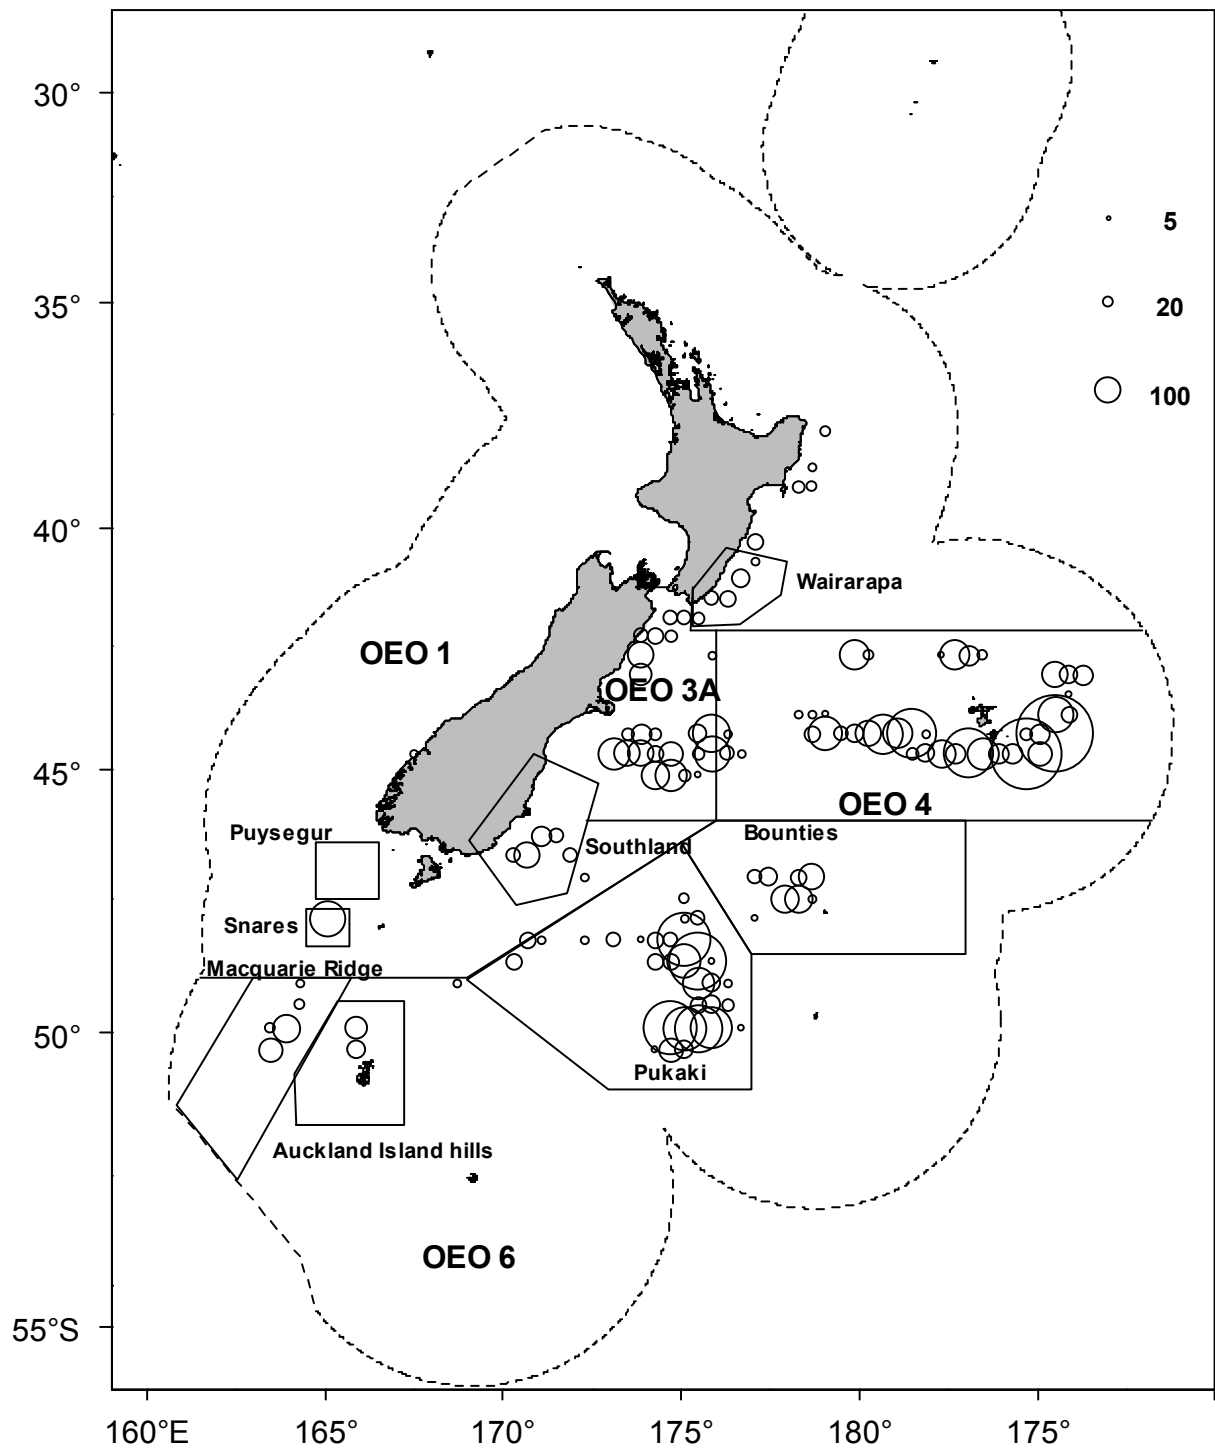 30°
5
35°
20
100
40°
Wairarapa
OEO 1
OEO 3A
45°
OEO 4
Puysegur
Bounties
Southland
Snares
Macquarie Ridge
50°
Pukaki
Auckland Island hills
OEO 6
55°S
160°E 165° 170° 175° 180° 175°